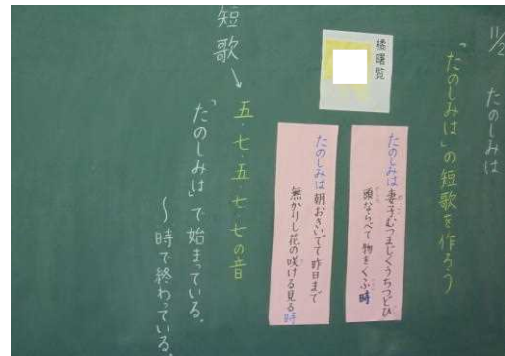 11/2
たのしみは
「たのしみは」の短歌を作ろう
橘曙覧
たのしみは妻子むつまじくうちつどひ
頭ならべて物をくふ時
たのしみは朝おきいでて昨日まで
無かりし花の咲ける見る時
短歌→五・七・五・七・七の音
「たのしみは」で始まっている。
～時で終わっている。